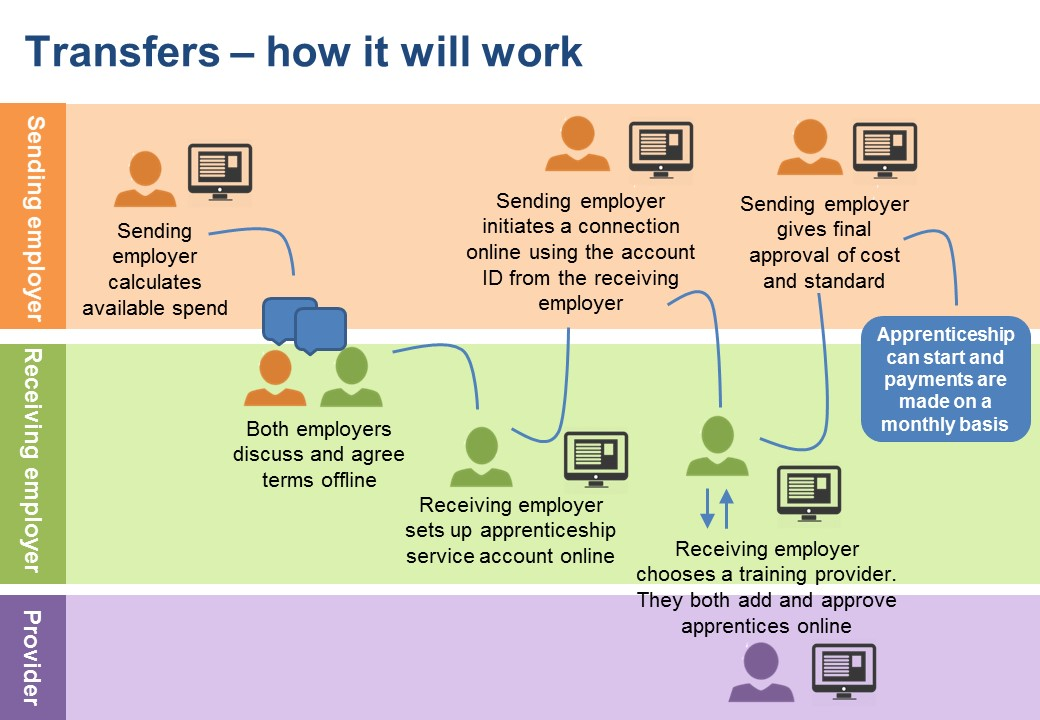 Transfers – how it will work
Sending employer
Sending
employer
calculates
available spend
Sending employer
initiates a connection
online using the account
ID from the receiving
employer
Sending employer
gives final
approval of cost
and standard
Apprenticeship
can start and
payments are
made on a
monthly basis
Receiving employer
Both employers
discuss and agree
terms offline
Receiving employer
sets up apprenticeship
service account online
Receiving employer
chooses a training provider.
They both add and approve
apprentices online
Provider